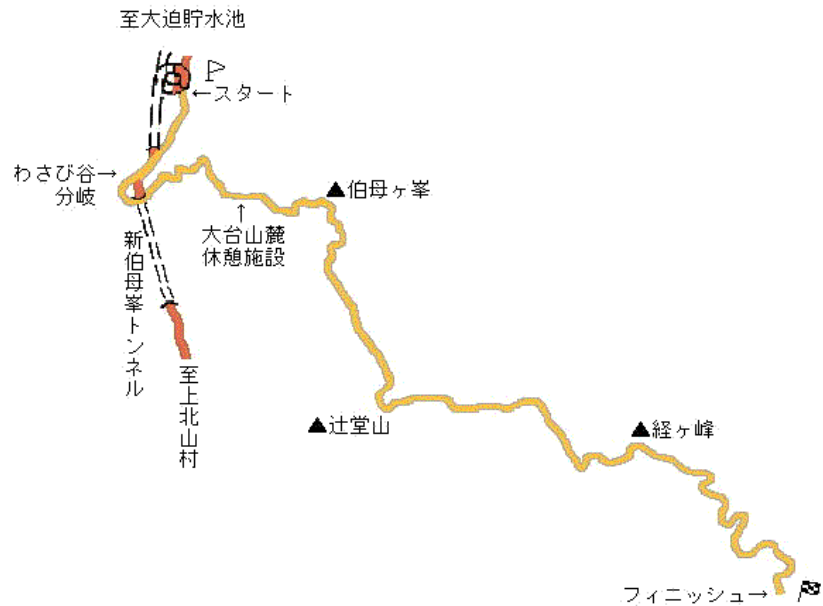 至大迫貯水池
←スタート
わさび谷→
分岐
▲伯母ヶ峯
↑
大台山麓
休憩施設
新伯母峯トンネル
至上北山村
▲辻堂山
▲経ヶ峰
フィニッシュ→